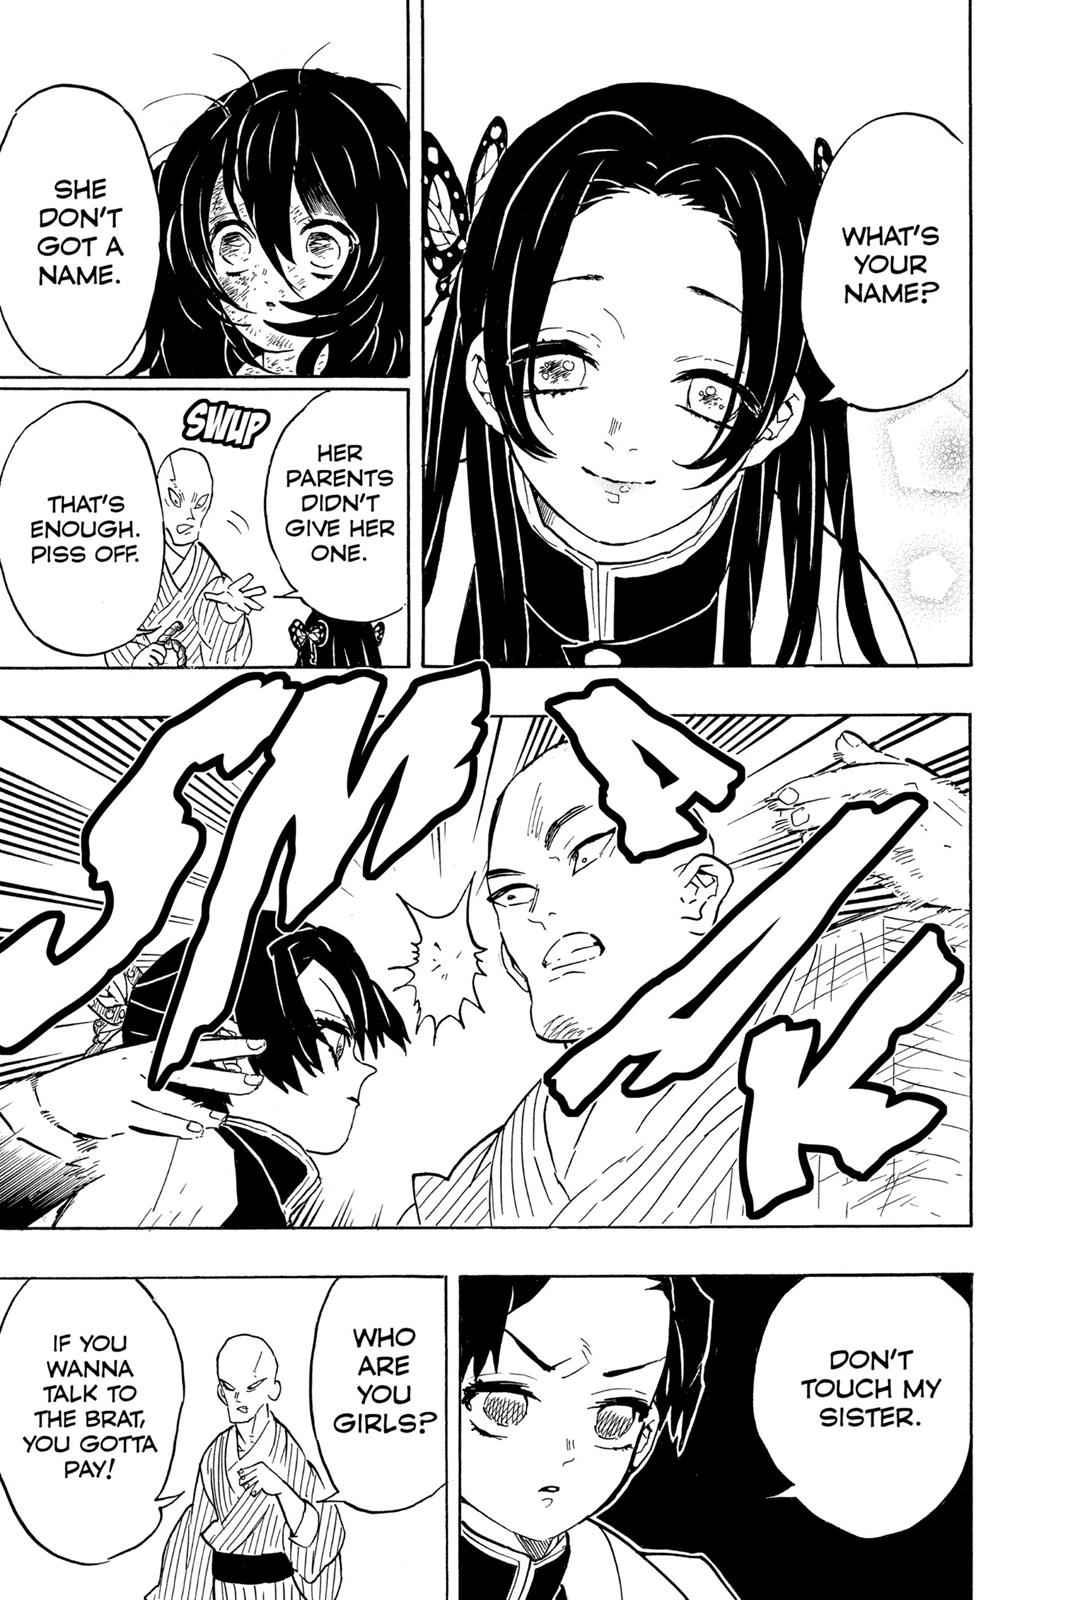 WHAT'S
YOUR
NAME?
SHE
DON'T
GOT A
NAME.
HER
PARENTS
DIDN'T
GIVE HER
ONE.
SWUP
THAT'S
ENOUGH.
PISS OFF.
SMAK
DON'T
TOUCH MY
SISTER.
WHO
ARE
YOU
GIRLS?
IF YOU
WANNA
TALK TO
THE BRAT,
YOU GOTTA
PAY!